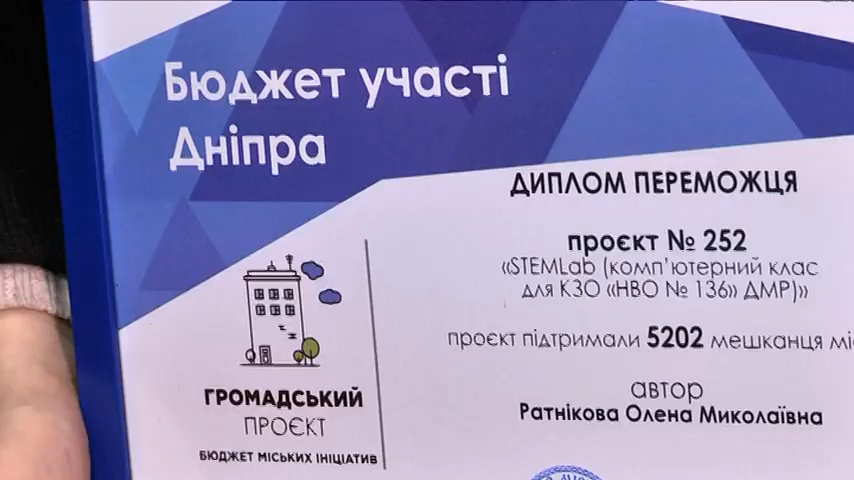 Бюджет участі
Дніпра
ДИПЛОМ ПЕРЕМОЖЦЯ
проєкт № 252
«STEMLab (комп'ютерний клас
для КЗО «НВО № 136» ДМР)»
проєкт підтримали 5202 мешканця мі
автор
Ратнікова Олена Миколаївна
ГРОМАДСЬКИЙ
ПРОЄКТ
БЮДЖЕТ МІСЬКИХ ІНІЦІАТИВ